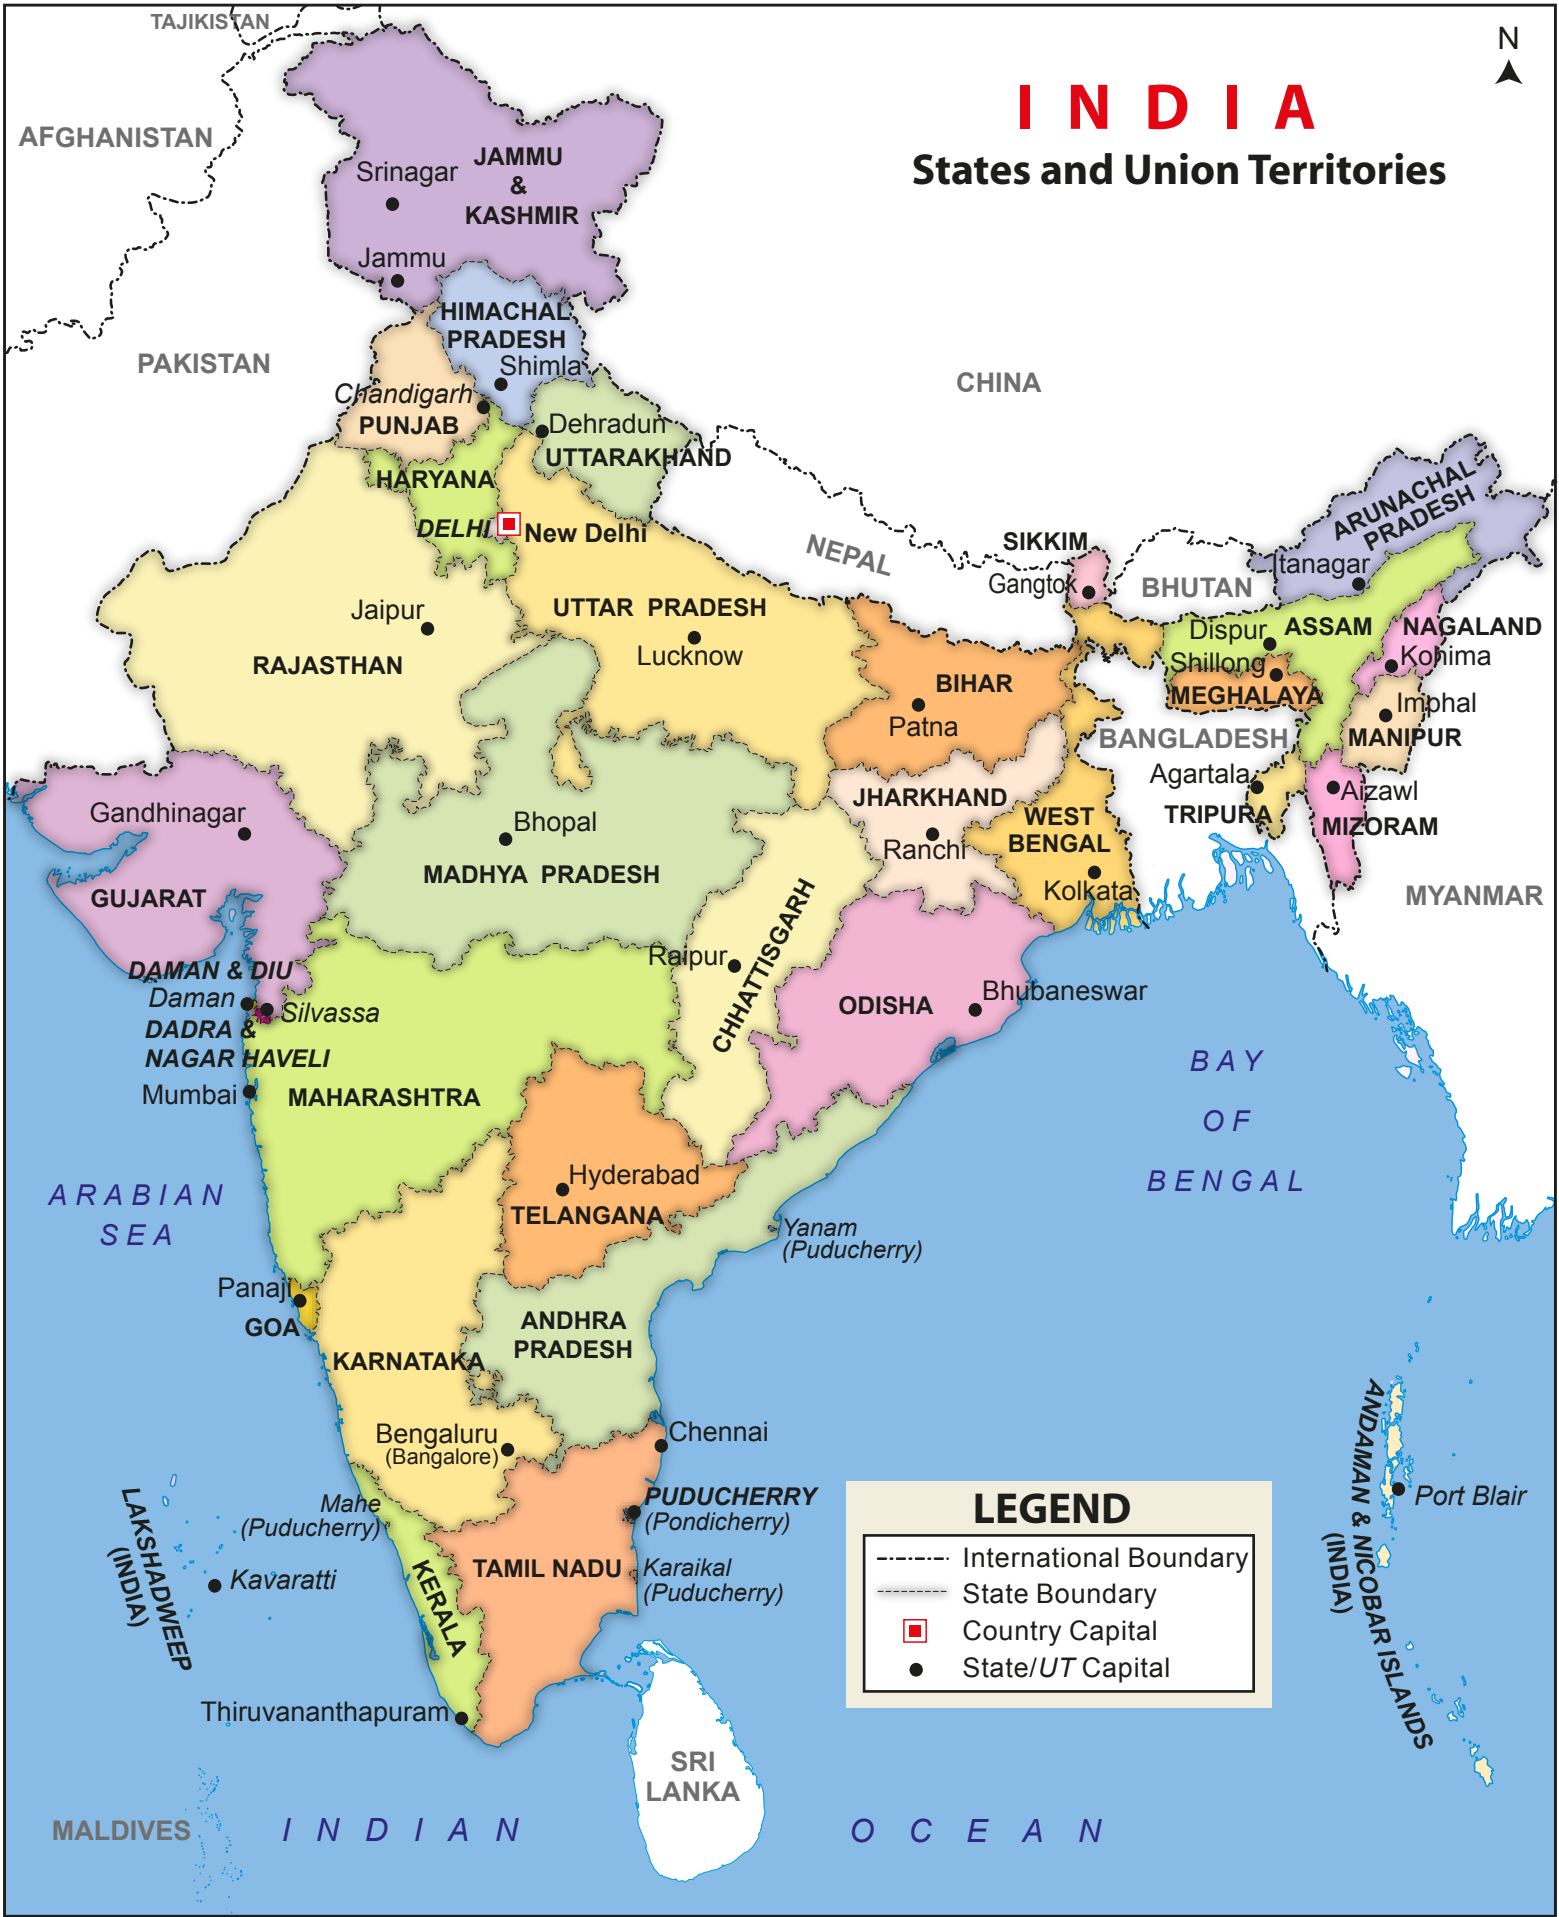 TAJIKISTAN
N
INDIA
States and Union Territories
AFGHANISTAN
JAMMU
&
KASHMIR
Srinagar
Jammu
HIMACHAL
PRADESH
Shimla
PAKISTAN
CHINA
Chandigarh
PUNJAB
Dehradun
UTTARAKHAND
HARYANA
DELHI
New Delhi
NEPAL
SIKKIM
Gangtok
BHUTAN
ARUNACHAL
PRADESH
Itanagar
Jaipur
RAJASTHAN
UTTAR PRADESH
Lucknow
BIHAR
Patna
Dispur
ASSAM
NAGALAND
Kohima
Shillong
MEGHALAYA
Imphal
MANIPUR
BANGLADESH
Agartala
TRIPURA
Aizawl
MIZORAM
MYANMAR
Gandhinagar
GUJARAT
Bhopal
MADHYA PRADESH
JHARKHAND
Ranchi
WEST
BENGAL
Kolkata
CHHATTISGARH
Raipur
ODISHA
Bhubaneswar
DAMAN & DIU
Daman
Silvassa
DADRA &
NAGAR HAVELI
Mumbai
MAHARASHTRA
BAY
OF
BENGAL
ARABIAN
SEA
Hyderabad
TELANGANA
Yanam
(Puducherry)
Panaji
GOA
KARNATAKA
ANDHRA
PRADESH
Bengaluru
(Bangalore)
Chennai
Mahe
(Puducherry)
PUDUCHERRY
(Pondicherry)
TAMIL NADU
Karaikal
(Puducherry)
KERALA
LAKSHADWEEP
(INDIA)
Kavaratti
Thiruvananthapuram
ANDAMAN & NICOBAR ISLANDS
(INDIA)
Port Blair
LEGEND
International Boundary
State Boundary
Country Capital
State/UT Capital
SRI
LANKA
MALDIVES
INDIAN OCEAN